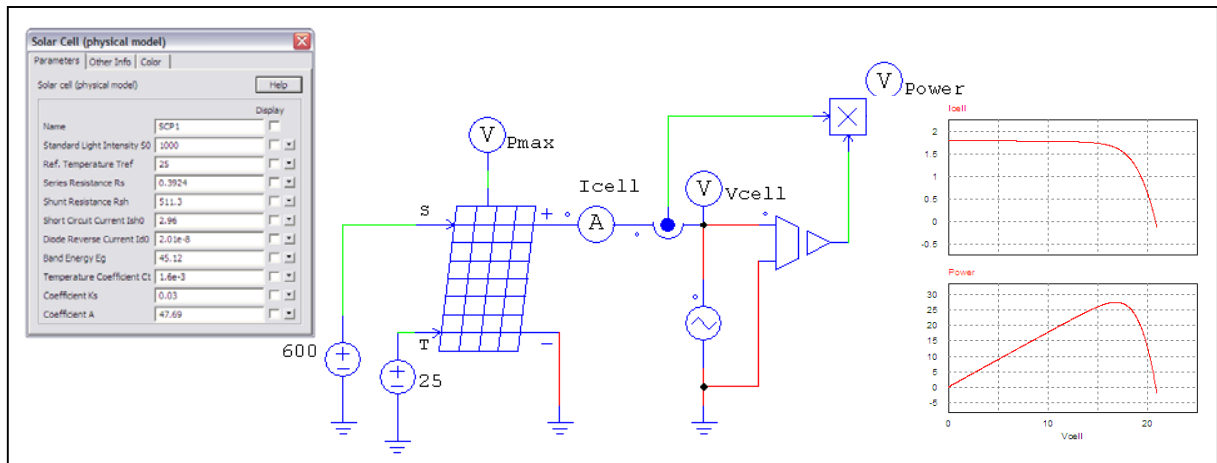 Solar Cell (physical model)
Parameters Other Info Color
Solar cell (physical model) Help
Display
Name SCP1
Standard Light Intensity S0 1000
Ref. Temperature Tref 25
Series Resistance Rs 0.3924
Shunt Resistance Rsh 511.3
Short Circuit Current Ish0 2.96
Diode Reverse Current Id0 2.01e-8
Band Energy Eg 45.12
Temperature Coefficient Ct 1.6e-3
Coefficient Ks 0.03
Coefficient A 47.69
600
25
V
Pmax
S
T
+
-
Icell
A
V
Vcell
V
Power
Icell
2
1.5
1
0.5
0
-0.5
Power
30
25
20
15
10
5
0
-5
0 10 20
Vcell